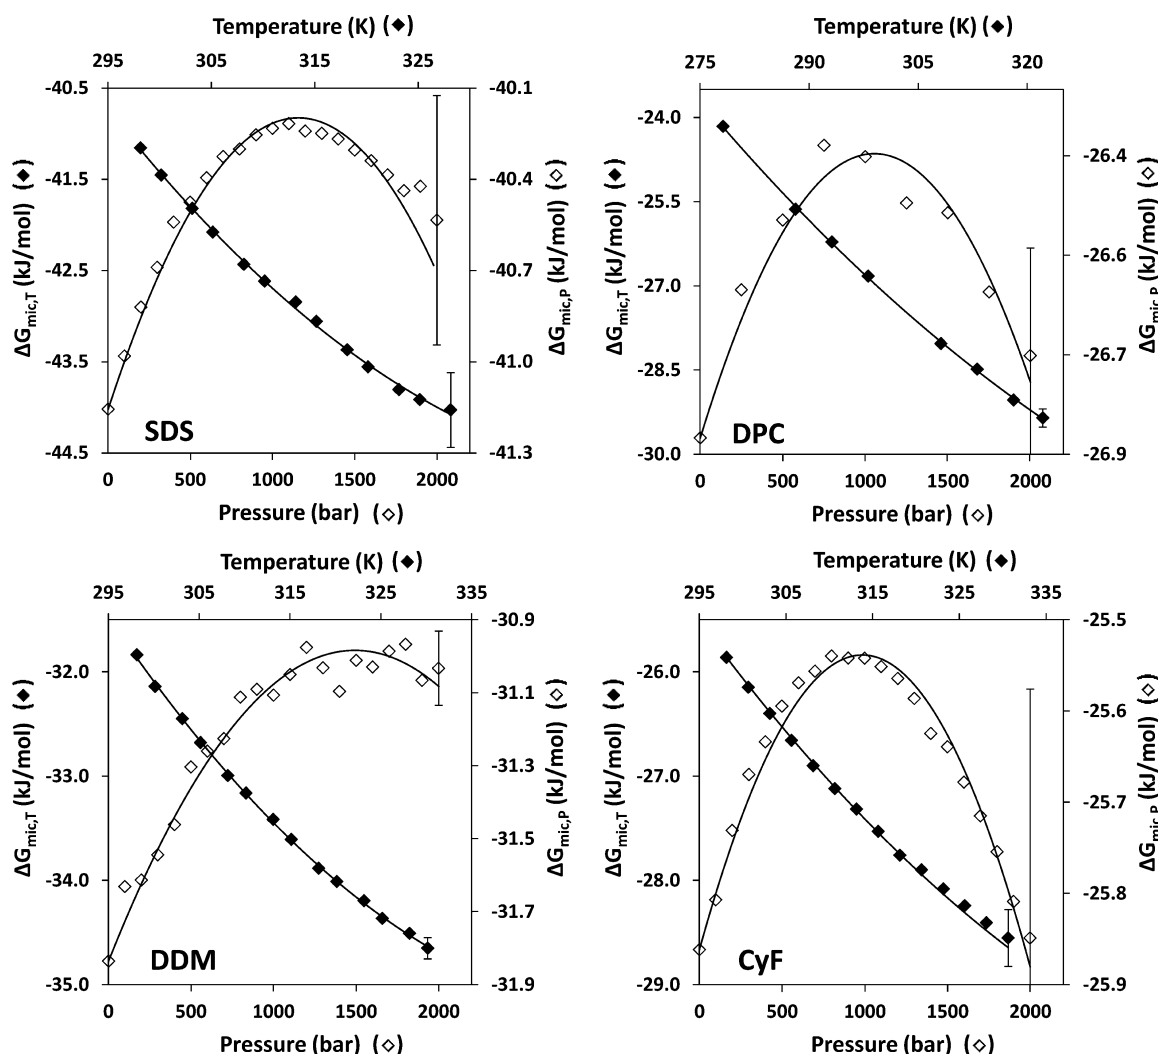 Temperature (K) (◆)
295 305 315 325
-40.5
-41.5
-42.5
-43.5
-44.5
ΔGmic,T (kJ/mol) (◆)
-40.1
-40.4
-40.7
-41.0
-41.3
ΔGmic,P (kJ/mol) (◇)
SDS
0 500 1000 1500 2000
Pressure (bar) (◇)
Temperature (K) (◆)
275 290 305 320
-24.0
-25.5
-27.0
-28.5
-30.0
ΔGmic,T (kJ/mol) (◆)
-26.4
-26.6
-26.7
-26.9
ΔGmic,P (kJ/mol) (◇)
DPC
0 500 1000 1500 2000
Pressure (bar) (◇)
Temperature (K) (◆)
295 305 315 325 335
-32.0
-33.0
-34.0
-35.0
ΔGmic,T (kJ/mol) (◆)
-30.9
-31.1
-31.3
-31.5
-31.7
-31.9
ΔGmic,P (kJ/mol) (◇)
DDM
0 500 1000 1500 2000
Pressure (bar) (◇)
Temperature (K) (◆)
295 305 315 325 335
-26.0
-27.0
-28.0
-29.0
ΔGmic,T (kJ/mol) (◆)
-25.5
-25.6
-25.7
-25.8
-25.9
ΔGmic,P (kJ/mol) (◇)
CyF
0 500 1000 1500 2000
Pressure (bar) (◇)